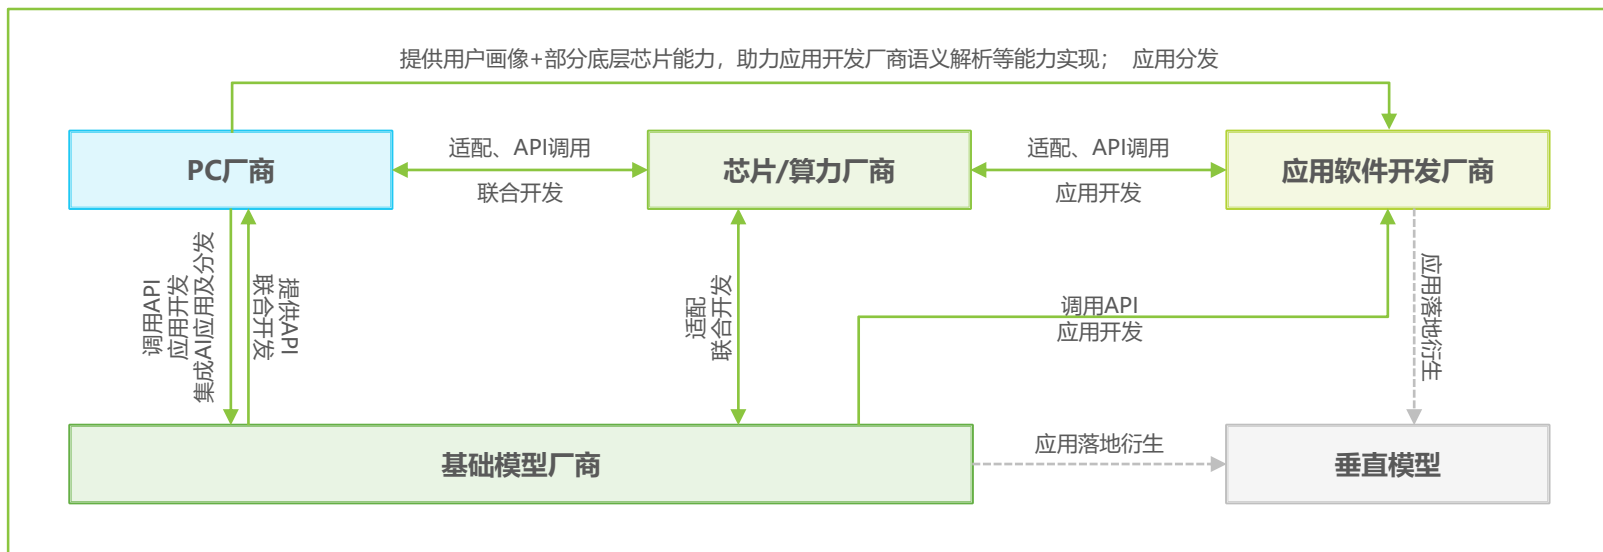 提供用户画像+部分底层芯片能力，助力应用开发厂商语义解析等能力实现； 应用分发
PC厂商
适配、API调用
联合开发
芯片/算力厂商
适配、API调用
应用开发
应用软件开发厂商
调用API
应用开发
集成AI应用及分发
提供API
联合开发
适配
联合开发
调用API
应用开发
应用落地衍生
基础模型厂商
应用落地衍生
垂直模型